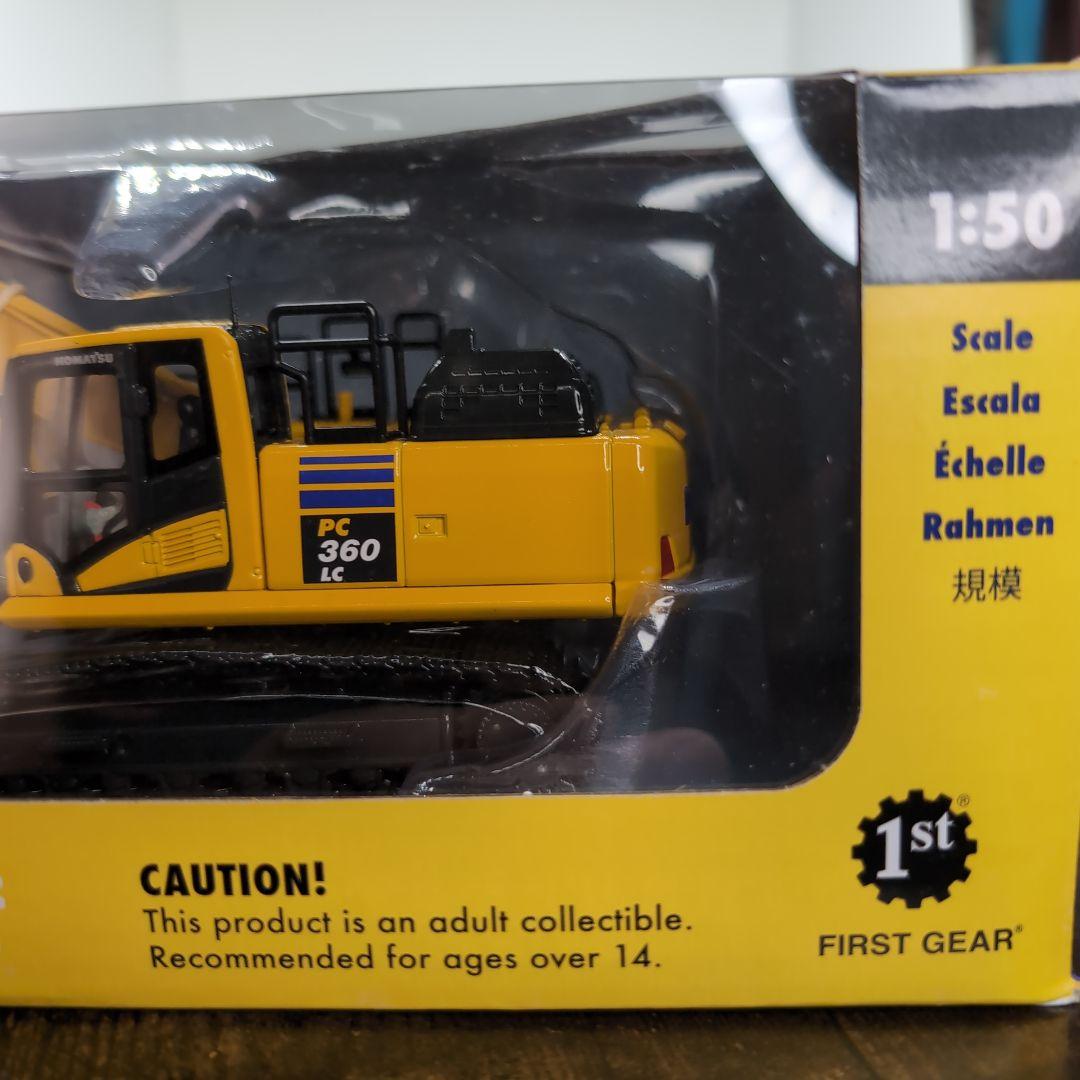 1:50
Scale
Escala
Échelle
Rahmen
規模
KOMATSU
PC
360
LC
1st®
FIRST GEAR®
CAUTION!
This product is an adult collectible.
Recommended for ages over 14.